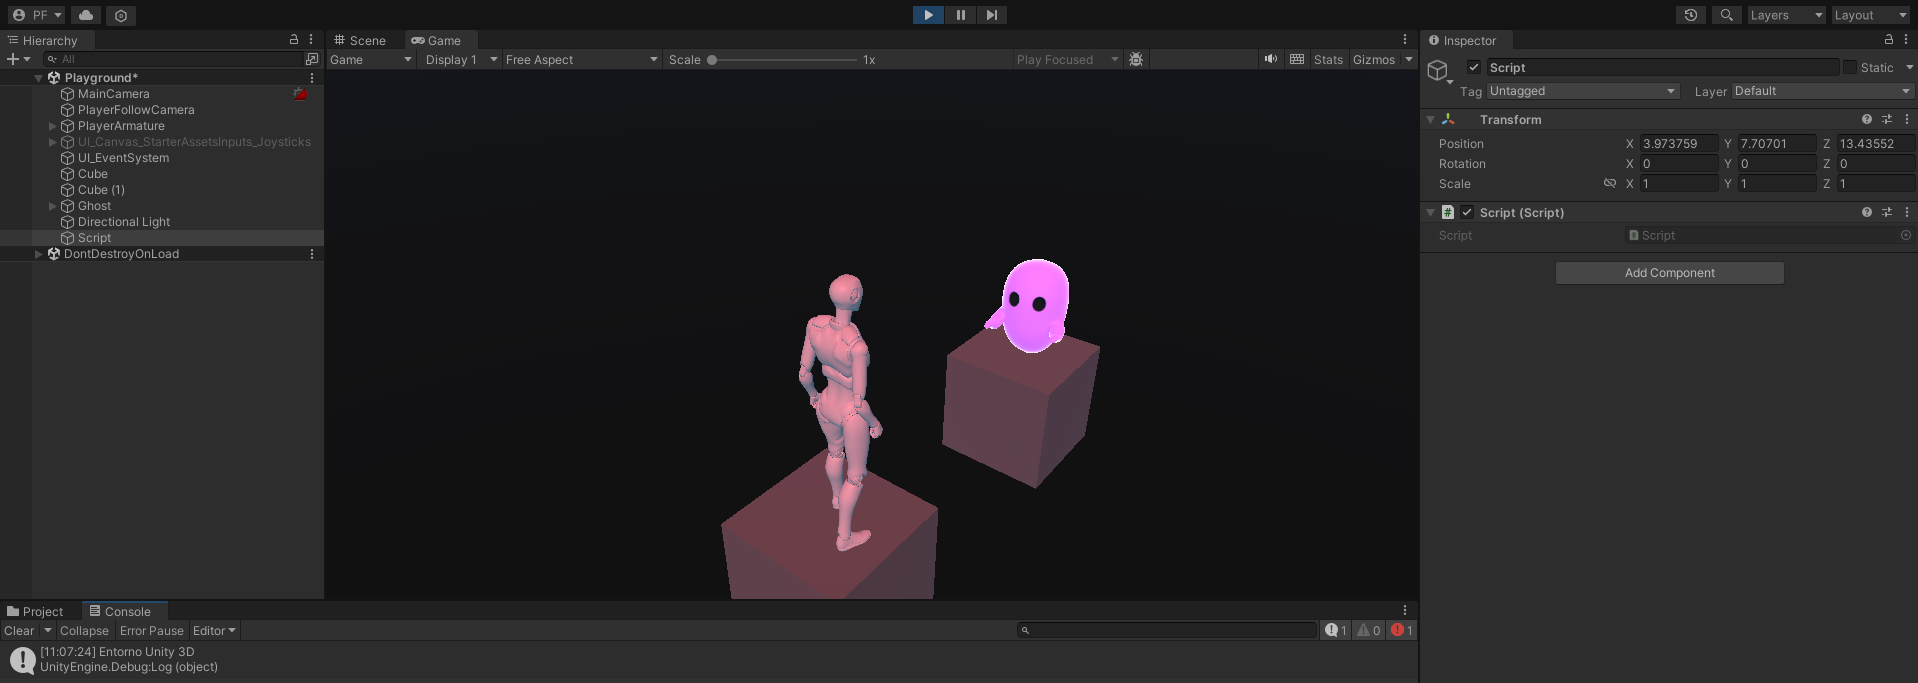 PF
Layers
Layout
Hierarchy
All
Playground*
MainCamera
PlayerFollowCamera
PlayerArmature
UI_Canvas_StarterAssetsInputs_Joysticks
UI_EventSystem
Cube
Cube (1)
Ghost
Directional Light
Script
DontDestroyOnLoad
Scene
Game
Game
Display 1
Free Aspect
Scale
1x
Play Focused
Stats
Gizmos
Inspector
Script
Static
Tag
Untagged
Layer
Default
Transform
Position
X 3.973759
Y 7.70701
Z 13.43552
Rotation
X 0
Y 0
Z 0
Scale
X 1
Y 1
Z 1
Script (Script)
Script
Script
Add Component
Project
Console
Clear
Collapse
Error Pause
Editor
1
0
1
[11:07:24] Entorno Unity 3D
UnityEngine.Debug:Log (object)